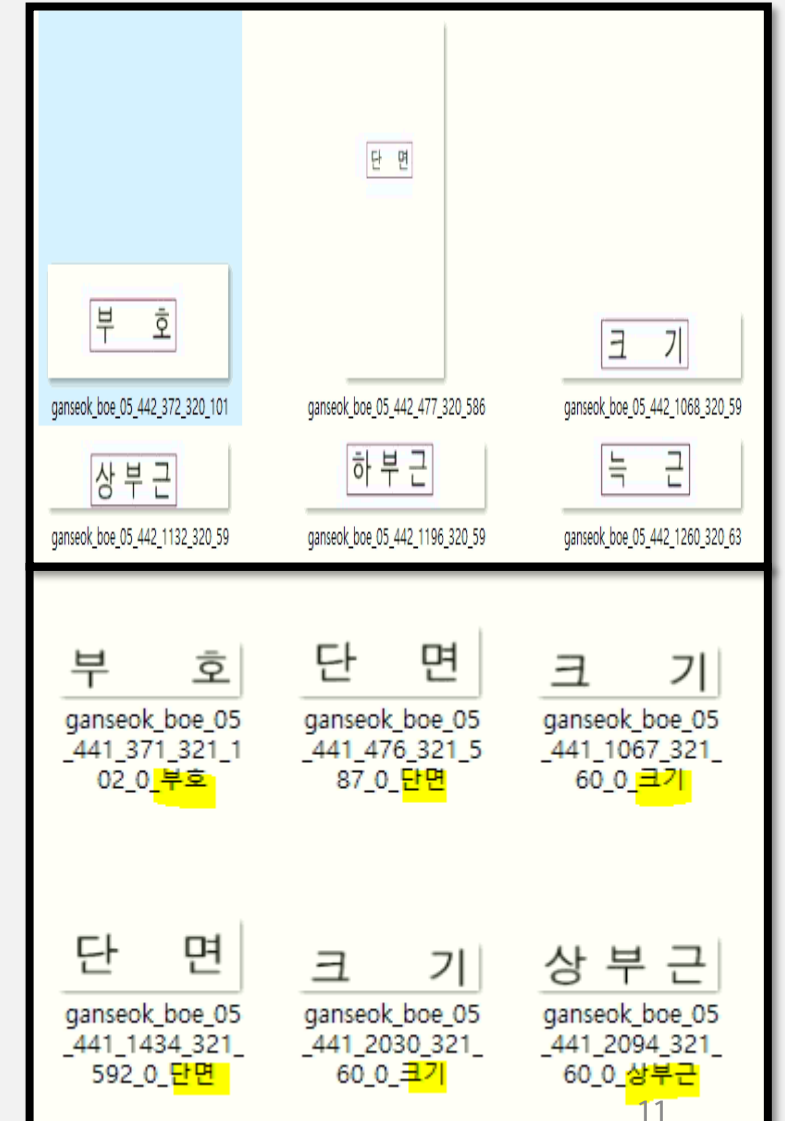 단 면
부 호
크 기
ganseok_boe_05_442_372_320_101
ganseok_boe_05_442_477_320_586
ganseok_boe_05_442_1068_320_59
상 부 근
하 부 근
늑 근
ganseok_boe_05_442_1132_320_59
ganseok_boe_05_442_1196_320_59
ganseok_boe_05_442_1260_320_63
부 호
단 면
크 기
ganseok_boe_05
_441_371_321_1
02_0_부호
ganseok_boe_05
_441_476_321_5
87_0_단면
ganseok_boe_05
_441_1067_321_
60_0_크기
단 면
크 기
상 부 근
ganseok_boe_05
_441_1434_321_
592_0_단면
ganseok_boe_05
_441_2030_321_
60_0_크기
ganseok_boe_05
_441_2094_321_
60_0_상부근
11